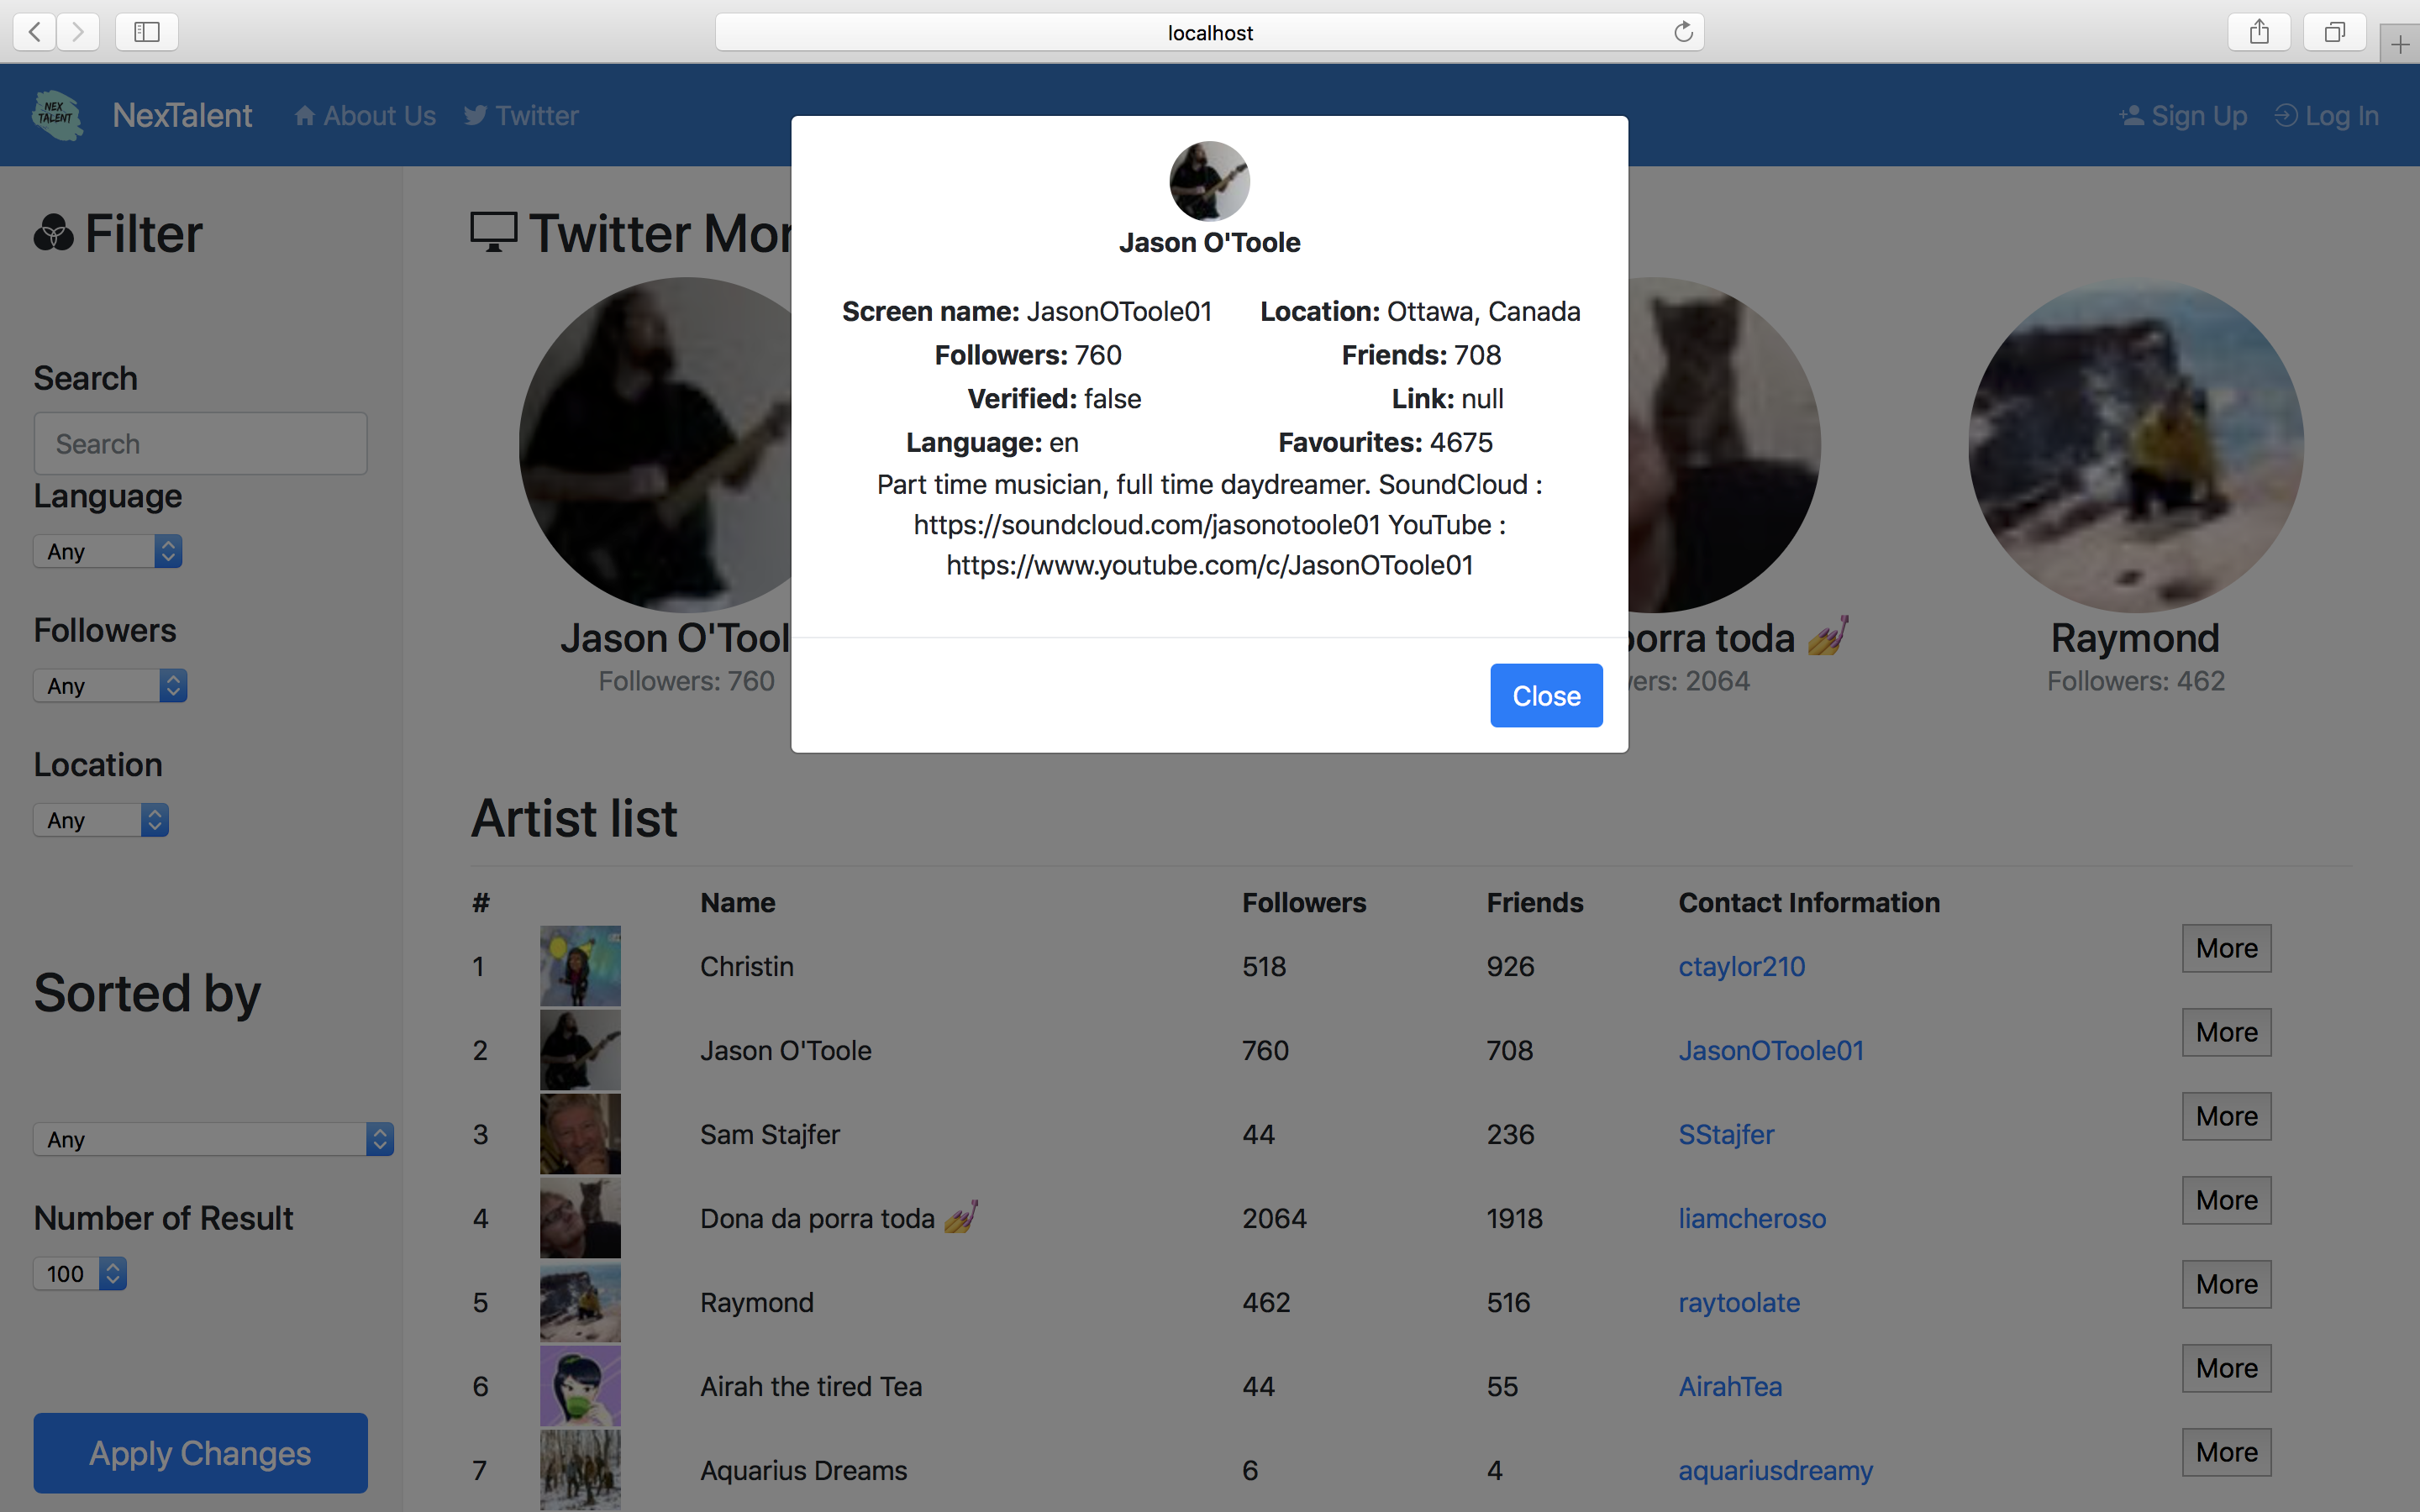 localhost
NEX
TALENT
NexTalent
About Us
Twitter
Sign Up
Log In
Filter
Search
Search
Language
Any
Followers
Any
Location
Any
Sorted by
Any
Number of Result
100
Apply Changes
Twitter Mo
Jason O'Tool
Followers: 760
porra toda 💅
ers: 2064
Raymond
Followers: 462
Jason O'Toole
Screen name: JasonOToole01 Location: Ottawa, Canada
Followers: 760 Friends: 708
Verified: false Link: null
Language: en Favourites: 4675
Part time musician, full time daydreamer. SoundCloud :
https://soundcloud.com/jasonotoole01 YouTube :
https://www.youtube.com/c/JasonOToole01
Close
Artist list
# Name Followers Friends Contact Information
1 Christin 518 926 ctaylor210 More
2 Jason O'Toole 760 708 JasonOToole01 More
3 Sam Stajfer 44 236 SStajfer More
4 Dona da porra toda 💅 2064 1918 liamcheroso More
5 Raymond 462 516 raytoolate More
6 Airah the tired Tea 44 55 AirahTea More
7 Aquarius Dreams 6 4 aquariusdreamy More